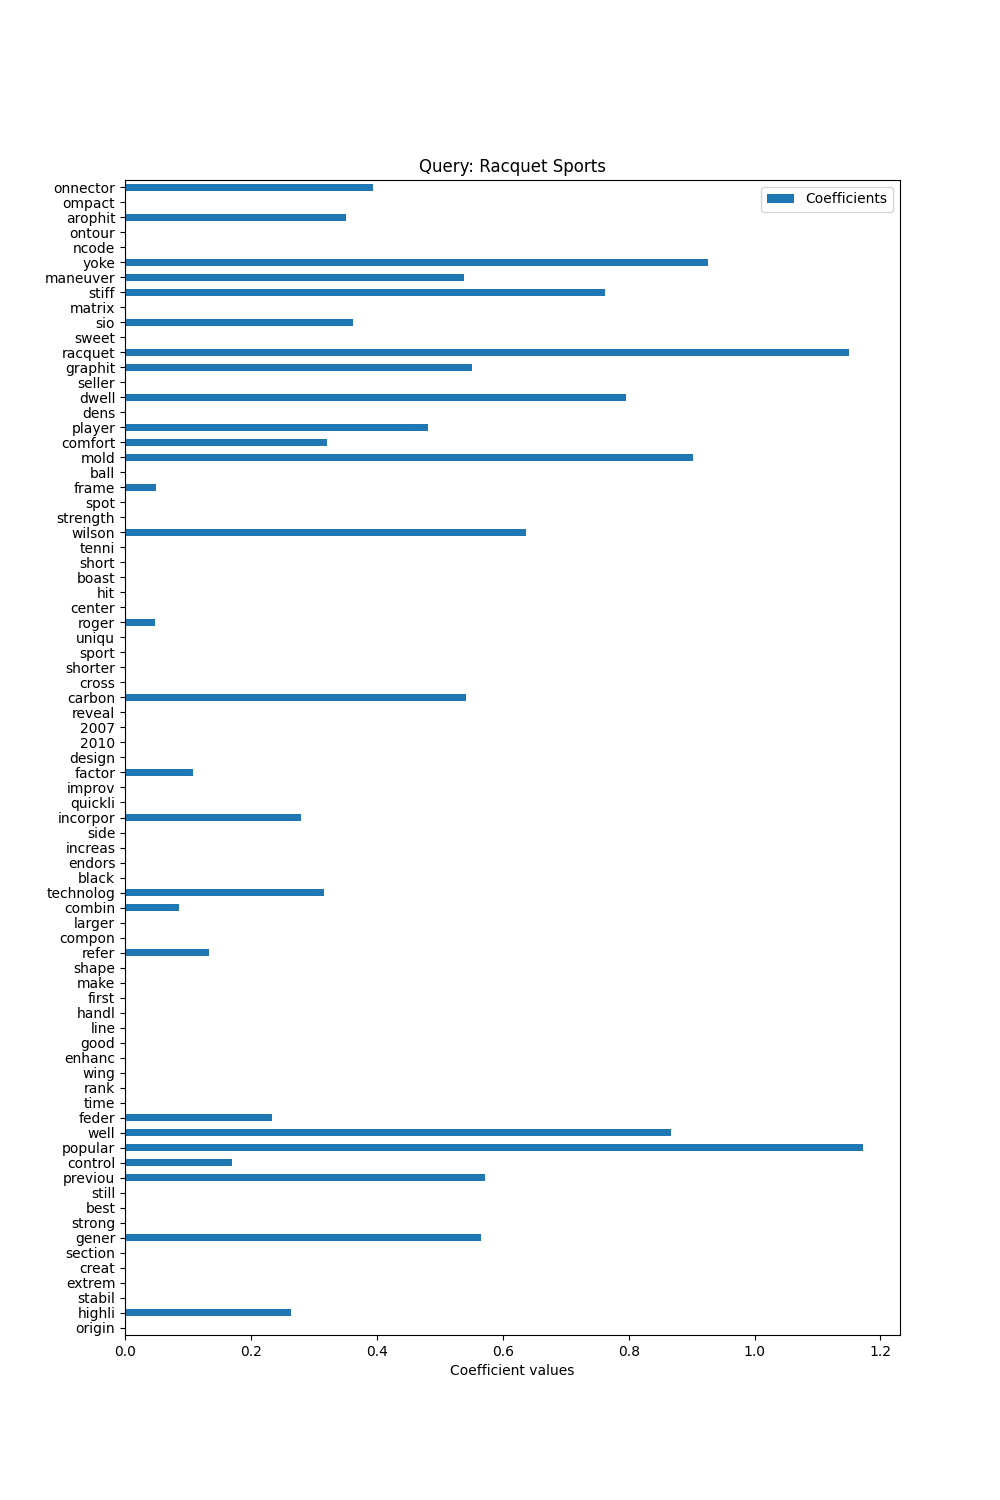 Query: Racquet Sports
Coefficients
onnector
ompact
arophit
ontour
ncode
yoke
maneuver
stiff
matrix
sio
sweet
racquet
graphit
seller
dwell
dens
player
comfort
mold
ball
frame
spot
strength
wilson
tenni
short
boast
hit
center
roger
uniqu
sport
shorter
cross
carbon
reveal
2007
2010
design
factor
improv
quickli
incorpor
side
increas
endors
black
technolog
combin
larger
compon
refer
shape
make
first
handl
line
good
enhanc
wing
rank
time
feder
well
popular
control
previou
still
best
strong
gener
section
creat
extrem
stabil
highli
origin
0.0 0.2 0.4 0.6 0.8 1.0 1.2
Coefficient values